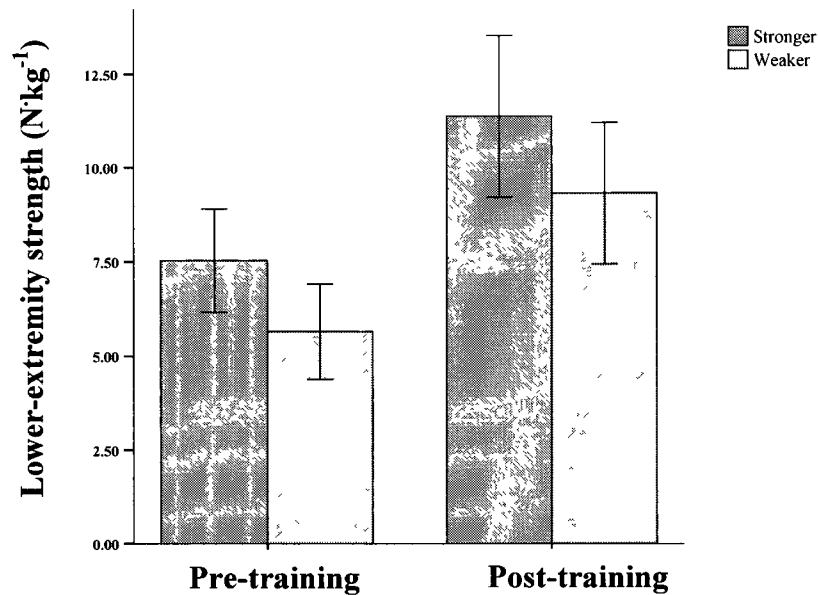 Lower-extremity strength (N·kg⁻¹)
12.50
10.00
7.50
5.00
2.50
0.00
Stronger
Weaker
Pre-training
Post-training